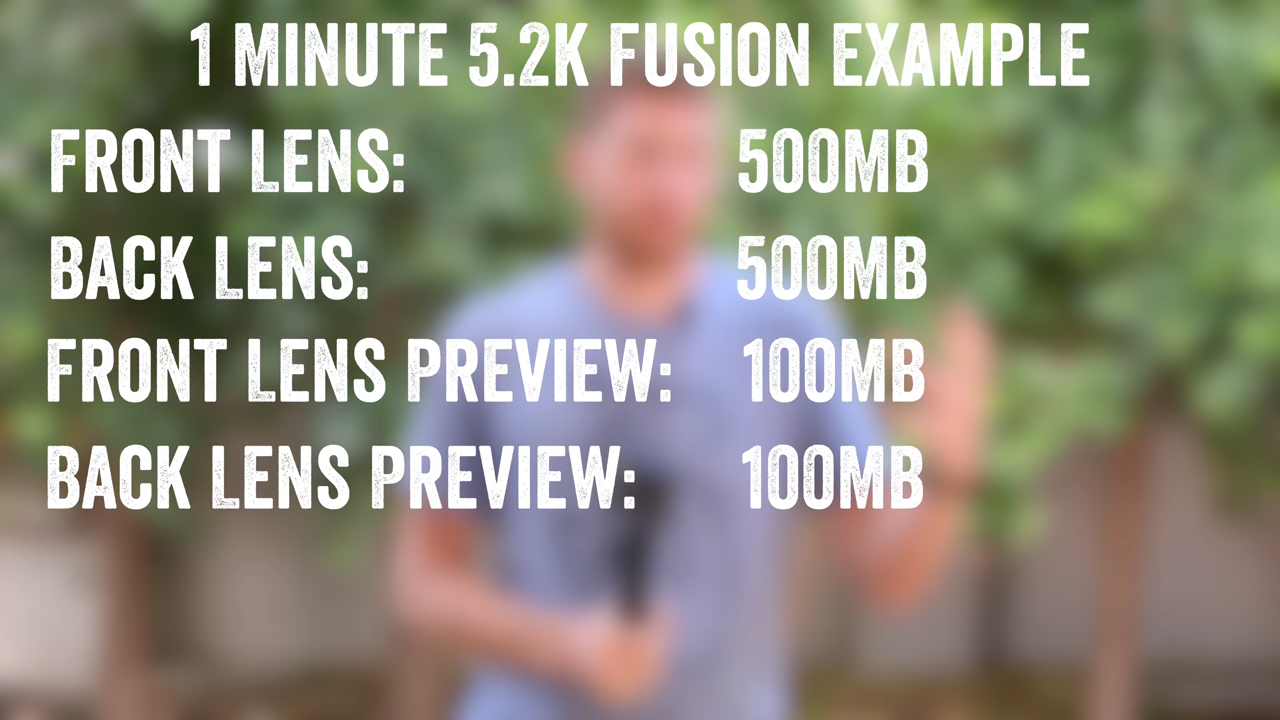 1 MINUTE 5.2K FUSION EXAMPLE
FRONT LENS: 500MB
BACK LENS: 500MB
FRONT LENS PREVIEW: 100MB
BACK LENS PREVIEW: 100MB